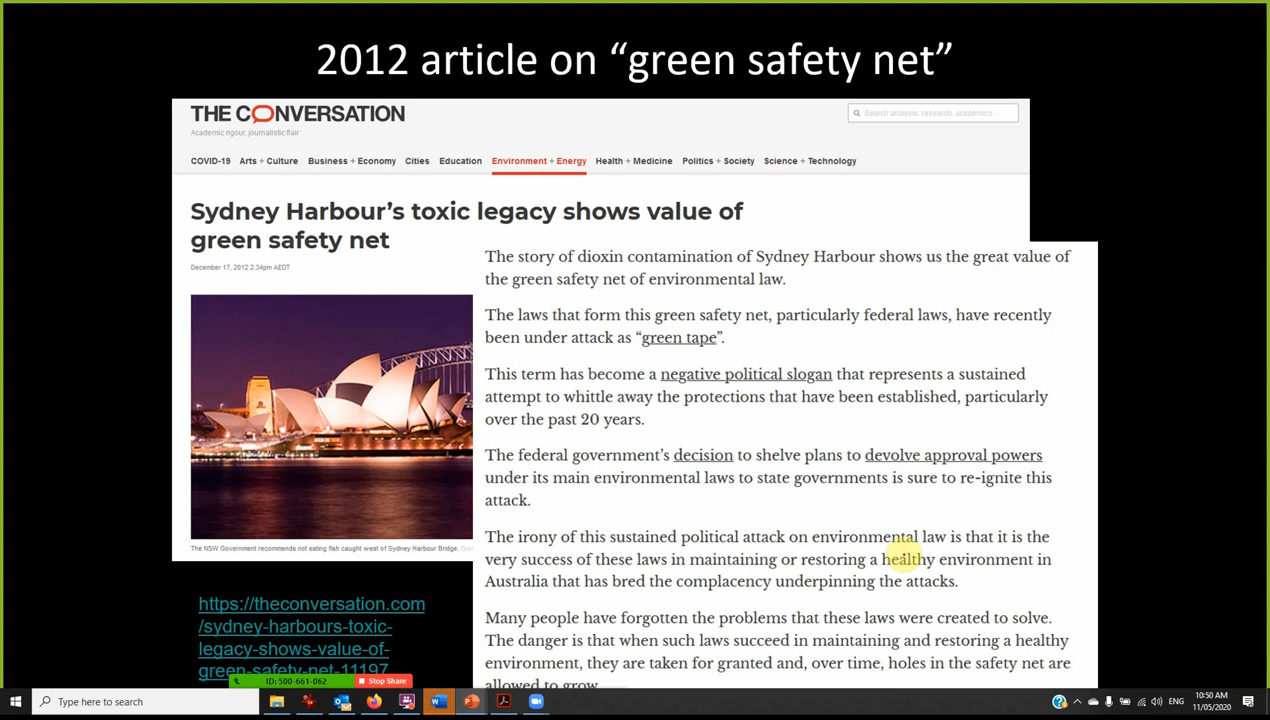 2012 article on “green safety net”
THE CONVERSATION
Academic rigour, journalistic flair
Search analysis, research, academics…
COVID-19 Arts + Culture Business + Economy Cities Education Environment + Energy Health + Medicine Politics + Society Science + Technology
Sydney Harbour’s toxic legacy shows value of
green safety net
December 17, 2012 2.34pm AEDT
The NSW Government recommends not eating fish caught west of Sydney Harbour Bridge.
The story of dioxin contamination of Sydney Harbour shows us the great value of
the green safety net of environmental law.
The laws that form this green safety net, particularly federal laws, have recently
been under attack as “green tape”.
This term has become a negative political slogan that represents a sustained
attempt to whittle away the protections that have been established, particularly
over the past 20 years.
The federal government’s decision to shelve plans to devolve approval powers
under its main environmental laws to state governments is sure to re-ignite this
attack.
The irony of this sustained political attack on environmental law is that it is the
very success of these laws in maintaining or restoring a healthy environment in
Australia that has bred the complacency underpinning the attacks.
Many people have forgotten the problems that these laws were created to solve.
The danger is that when such laws succeed in maintaining and restoring a healthy
environment, they are taken for granted and, over time, holes in the safety net are
allowed to grow.
https://theconversation.com
/sydney-harbours-toxic-
legacy-shows-value-of-
green-safety-net-11197
ID: 500-661-062
Stop Share
Type here to search
ENG
10:50 AM
11/05/2020